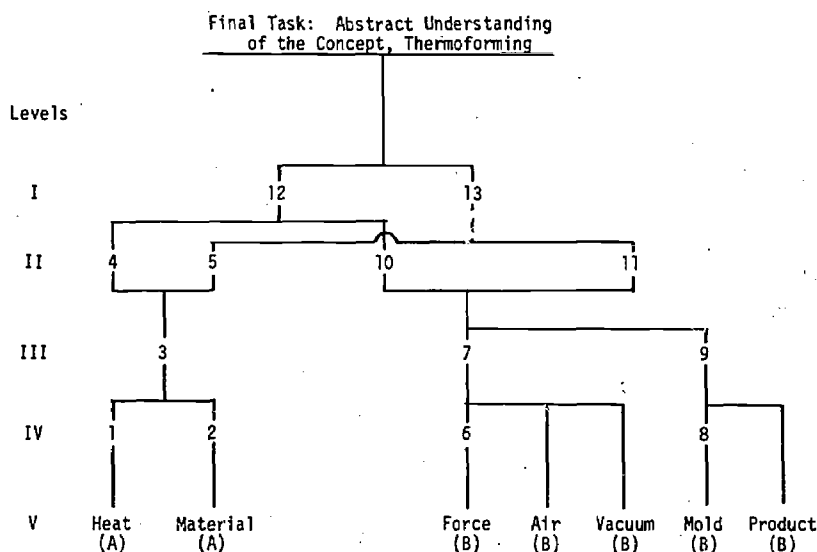 Final Task: Abstract Understanding
of the Concept, Thermoforming
Levels
I 12 13
II 4 5 10 11
III 3 7 9
IV 1 2 6 8
V Heat Material Force Air Vacuum Mold Product
(A) (A) (B) (B) (B) (B) (B)